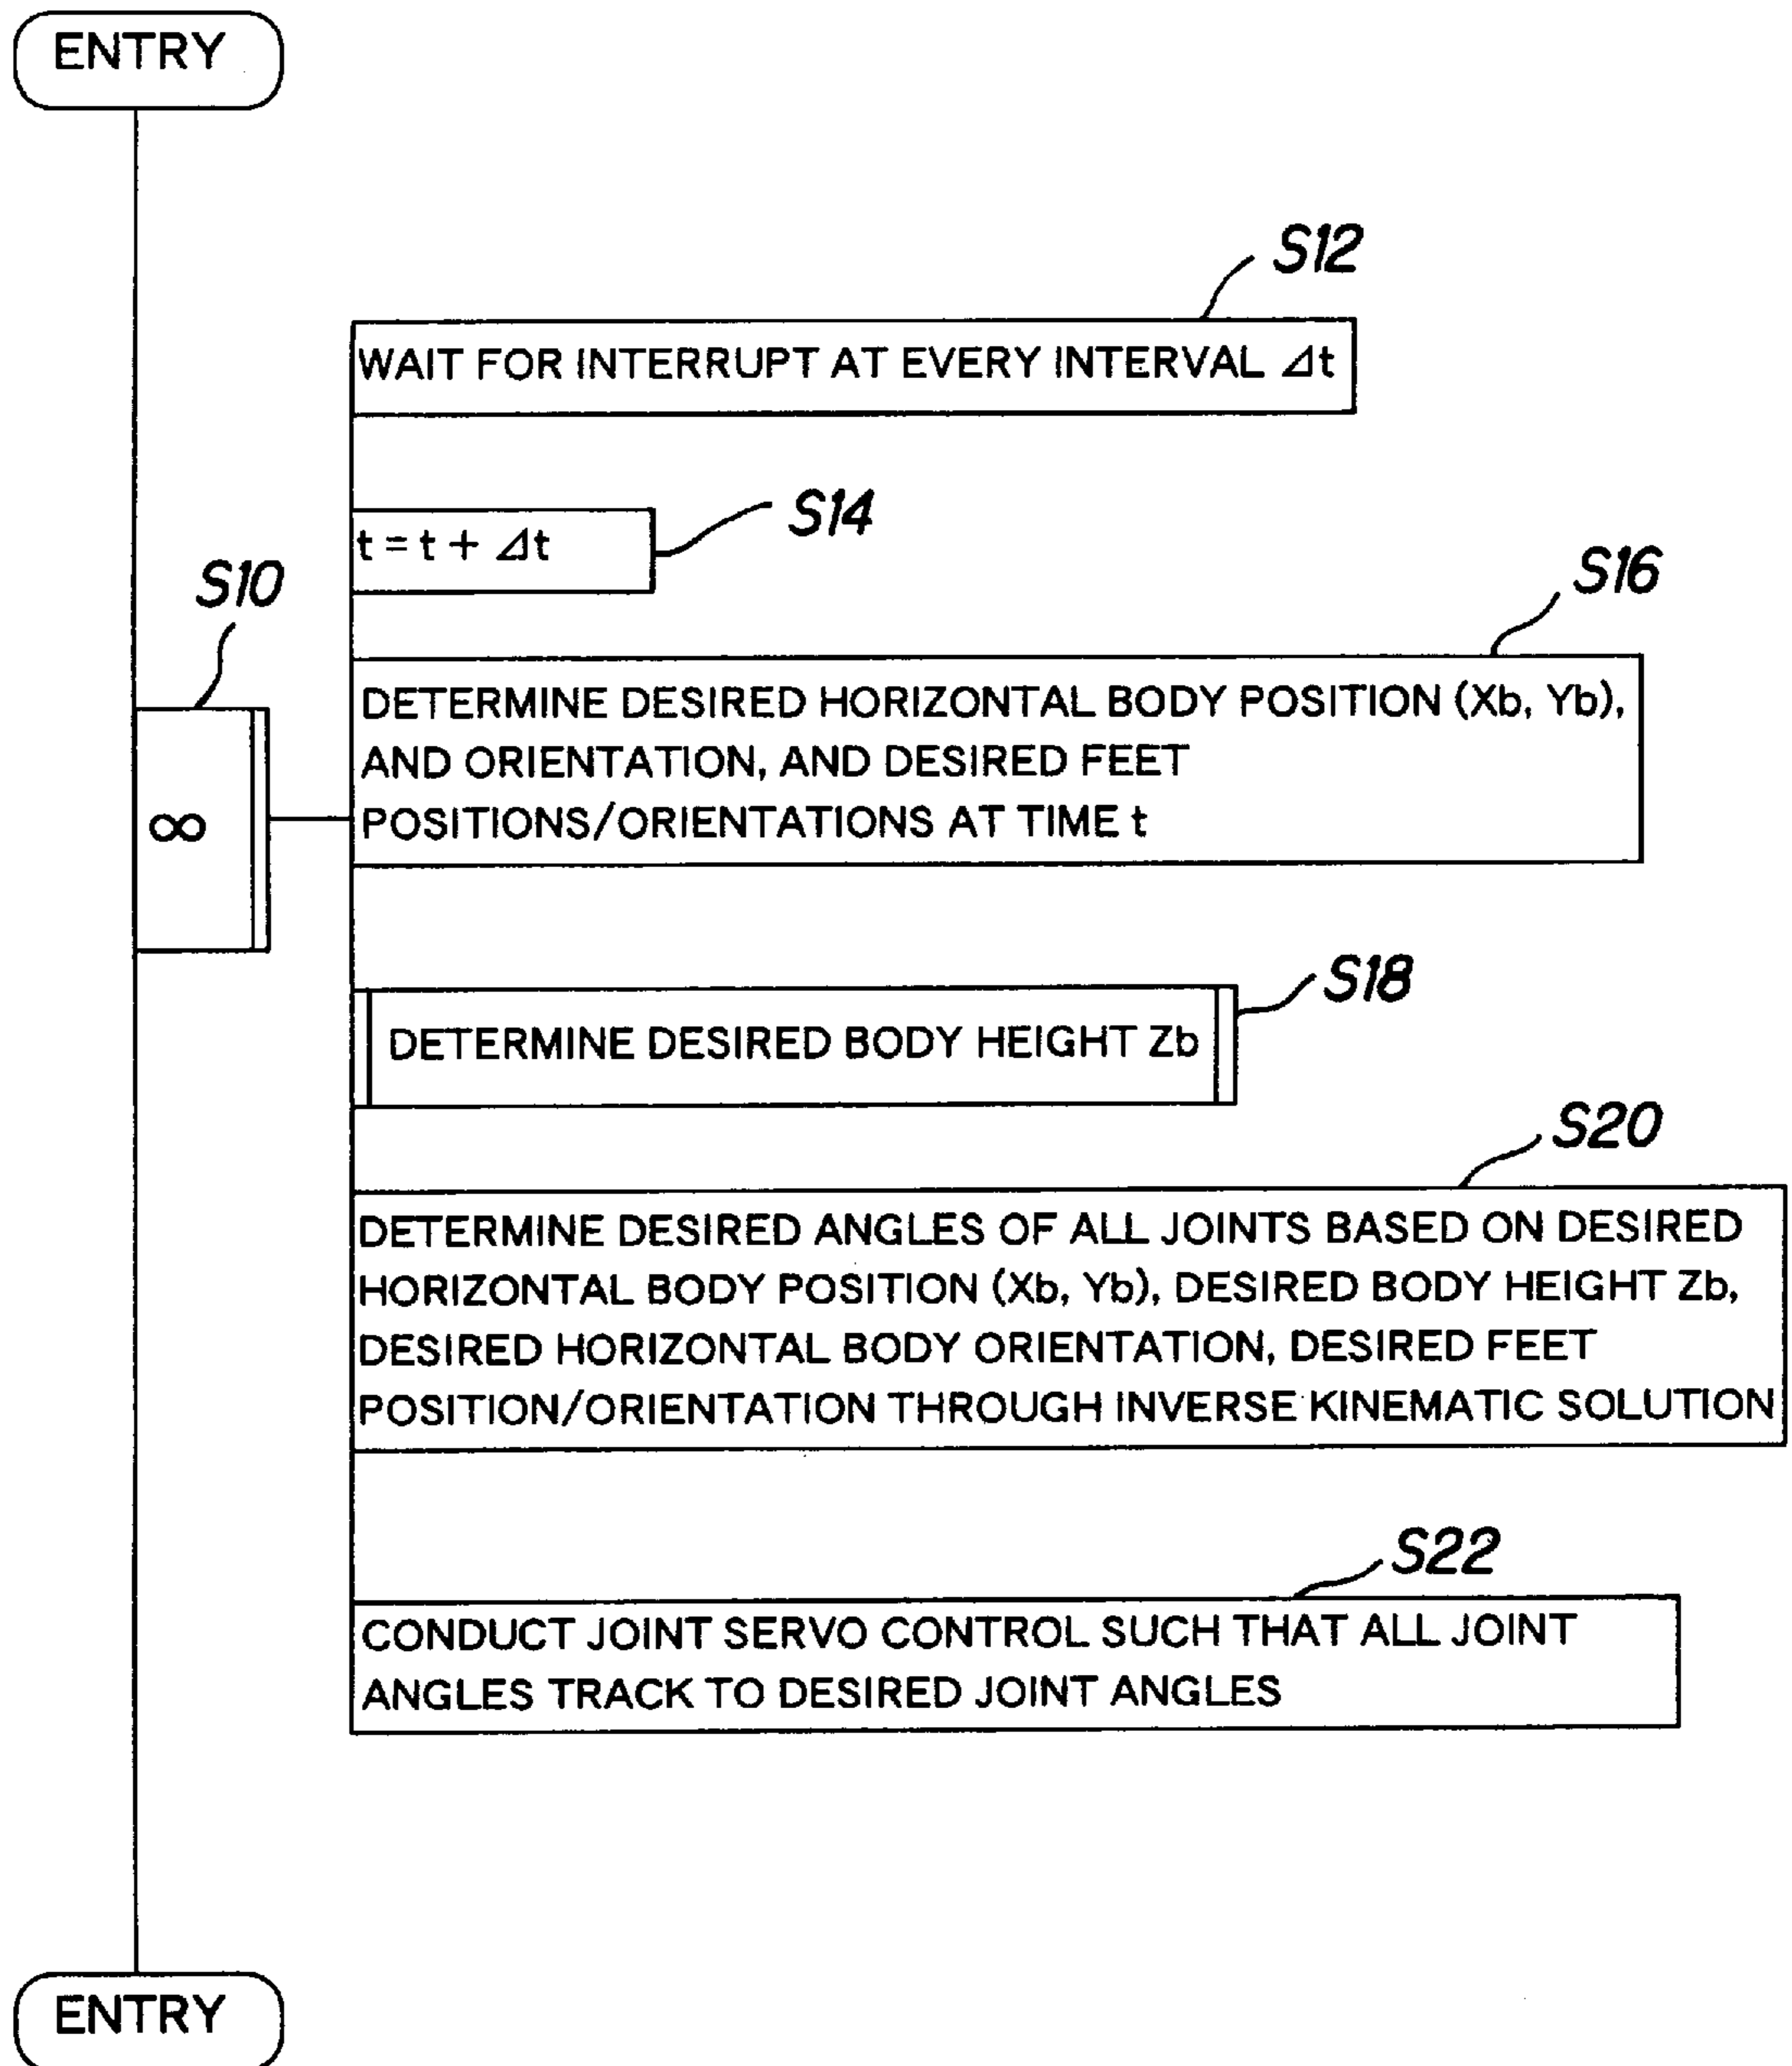 ENTRY
S12
WAIT FOR INTERRUPT AT EVERY INTERVAL Δt
S14
t = t + Δt
S10
∞
S16
DETERMINE DESIRED HORIZONTAL BODY POSITION (Xb, Yb),
AND ORIENTATION, AND DESIRED FEET
POSITIONS/ORIENTATIONS AT TIME t
S18
DETERMINE DESIRED BODY HEIGHT Zb
S20
DETERMINE DESIRED ANGLES OF ALL JOINTS BASED ON DESIRED
HORIZONTAL BODY POSITION (Xb, Yb), DESIRED BODY HEIGHT Zb,
DESIRED HORIZONTAL BODY ORIENTATION, DESIRED FEET
POSITION/ORIENTATION THROUGH INVERSE KINEMATIC SOLUTION
S22
CONDUCT JOINT SERVO CONTROL SUCH THAT ALL JOINT
ANGLES TRACK TO DESIRED JOINT ANGLES
ENTRY